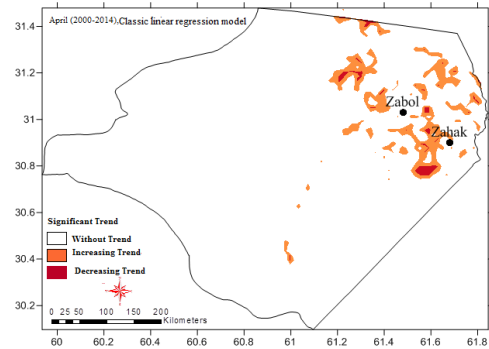 April (2000-2014).Classic linear regression model
31.4
31.2
31
30.8
30.6
30.4
30.2
Zabol
Zahak
Significant Trend
Without Trend
Increasing Trend
Decreasing Trend
0 25 50 100 150 200
Kilometers
60 60.2 60.4 60.6 60.8 61 61.2 61.4 61.6 61.8